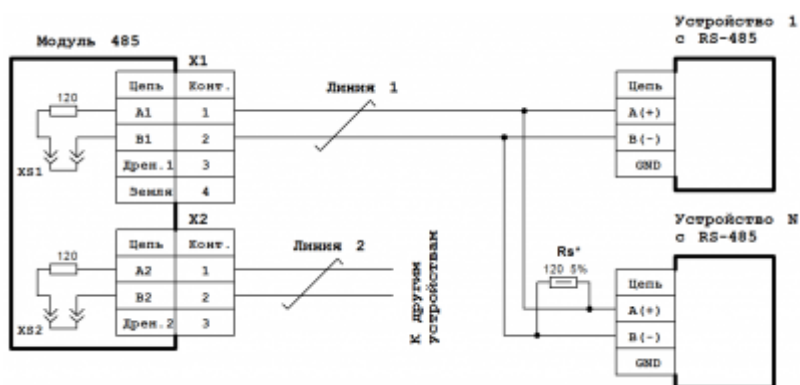 Модуль 485
X1
Цепь Конт.
120
A1 1
B1 2
XS1
Дрен.1 3
Земля 4
Линия 1
X2
Цепь Конт.
120
A2 1
B2 2
XS2
Дрен.2 3
Линия 2
К другим
устройствам
Устройство 1
с RS-485
Цепь
A(+)
B(-)
GND
Rs*
120 5%
Устройство N
с RS-485
Цепь
A(+)
B(-)
GND